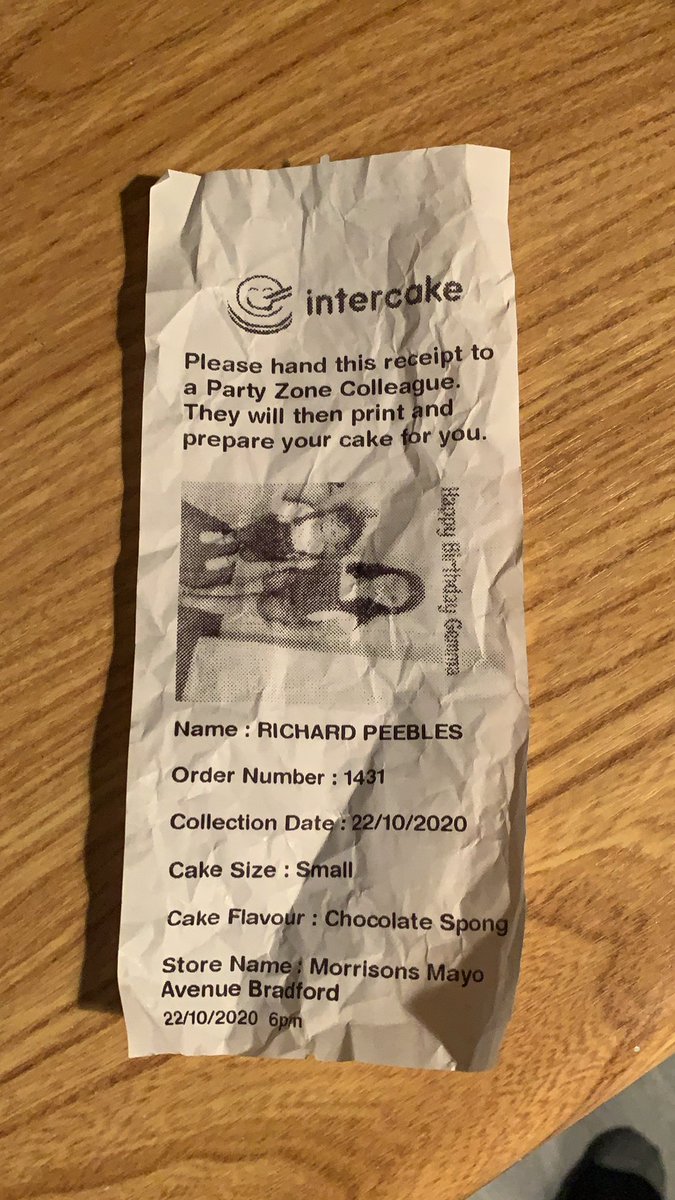 intercake
Please hand this receipt to
a Party Zone Colleague.
They will then print and
prepare your cake for you.
Happy Birthday Gemma
Name : RICHARD PEEBLES
Order Number : 1431
Collection Date : 22/10/2020
Cake Size : Small
Cake Flavour : Chocolate Spong
Store Name : Morrisons Mayo
Avenue Bradford
22/10/2020 6pm